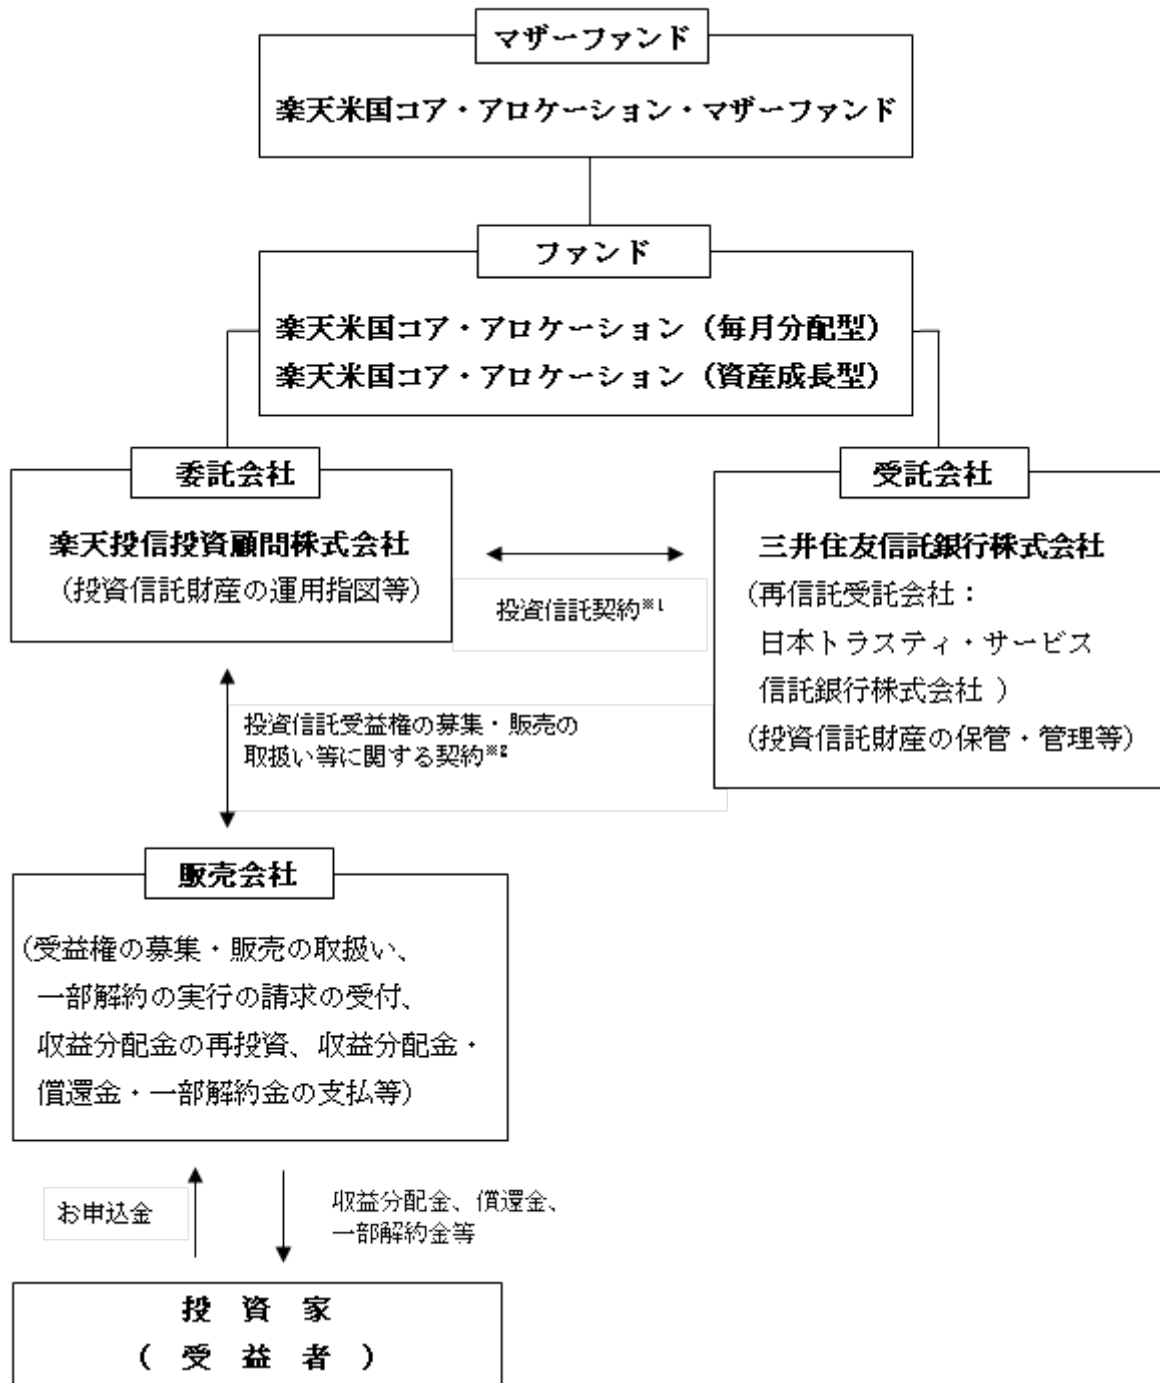 マザーファンド
楽天米国コア・アロケーション・マザーファンド
ファンド
楽天米国コア・アロケーション（毎月分配型）
楽天米国コア・アロケーション（資産成長型）
委託会社
楽天投信投資顧問株式会社
（投資信託財産の運用指図等）
投資信託契約※1
受託会社
三井住友信託銀行株式会社
（再信託受託会社：
日本トラスティ・サービス
信託銀行株式会社 ）
（投資信託財産の保管・管理等）
投資信託受益権の募集・販売の
取扱い等に関する契約※2
販売会社
（受益権の募集・販売の取扱い、
一部解約の実行の請求の受付、
収益分配金の再投資、収益分配金・
償還金・一部解約金の支払等）
お申込金
収益分配金、償還金、
一部解約金等
投 資 家
（ 受 益 者 ）